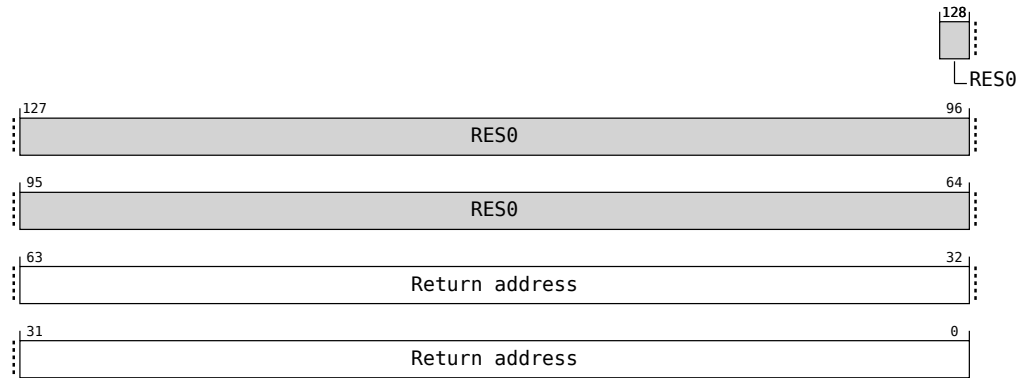 128
RES0
127 96
RES0
95 64
RES0
63 32
Return address
31 0
Return address